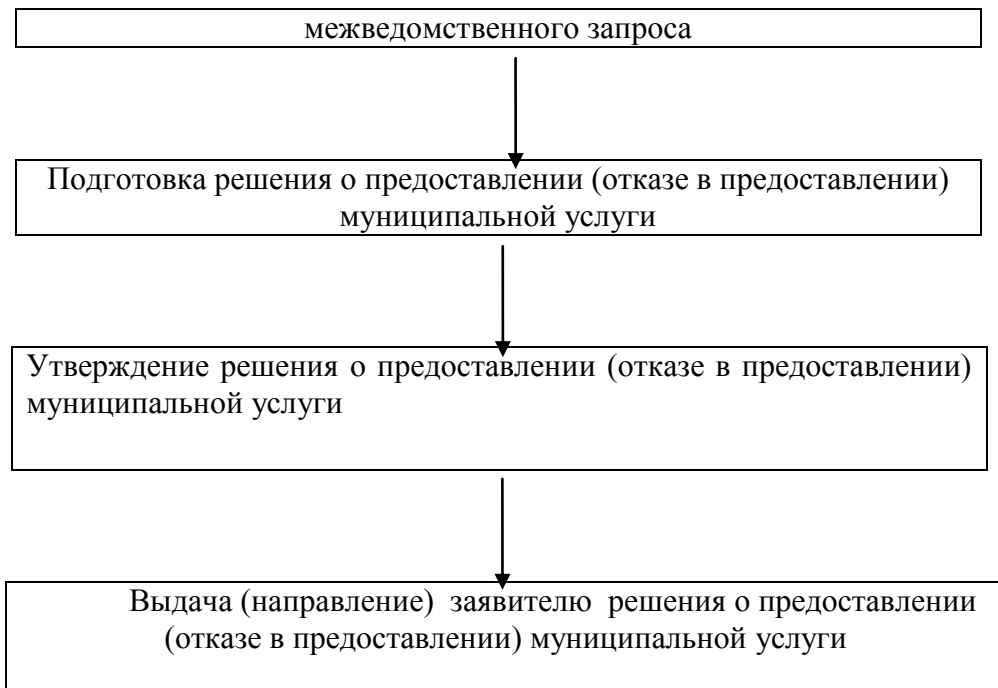 межведомственного запроса
Подготовка решения о предоставлении (отказе в предоставлении)
муниципальной услуги
Утверждение решения о предоставлении (отказе в предоставлении)
муниципальной услуги
Выдача (направление) заявителю решения о предоставлении
(отказе в предоставлении) муниципальной услуги